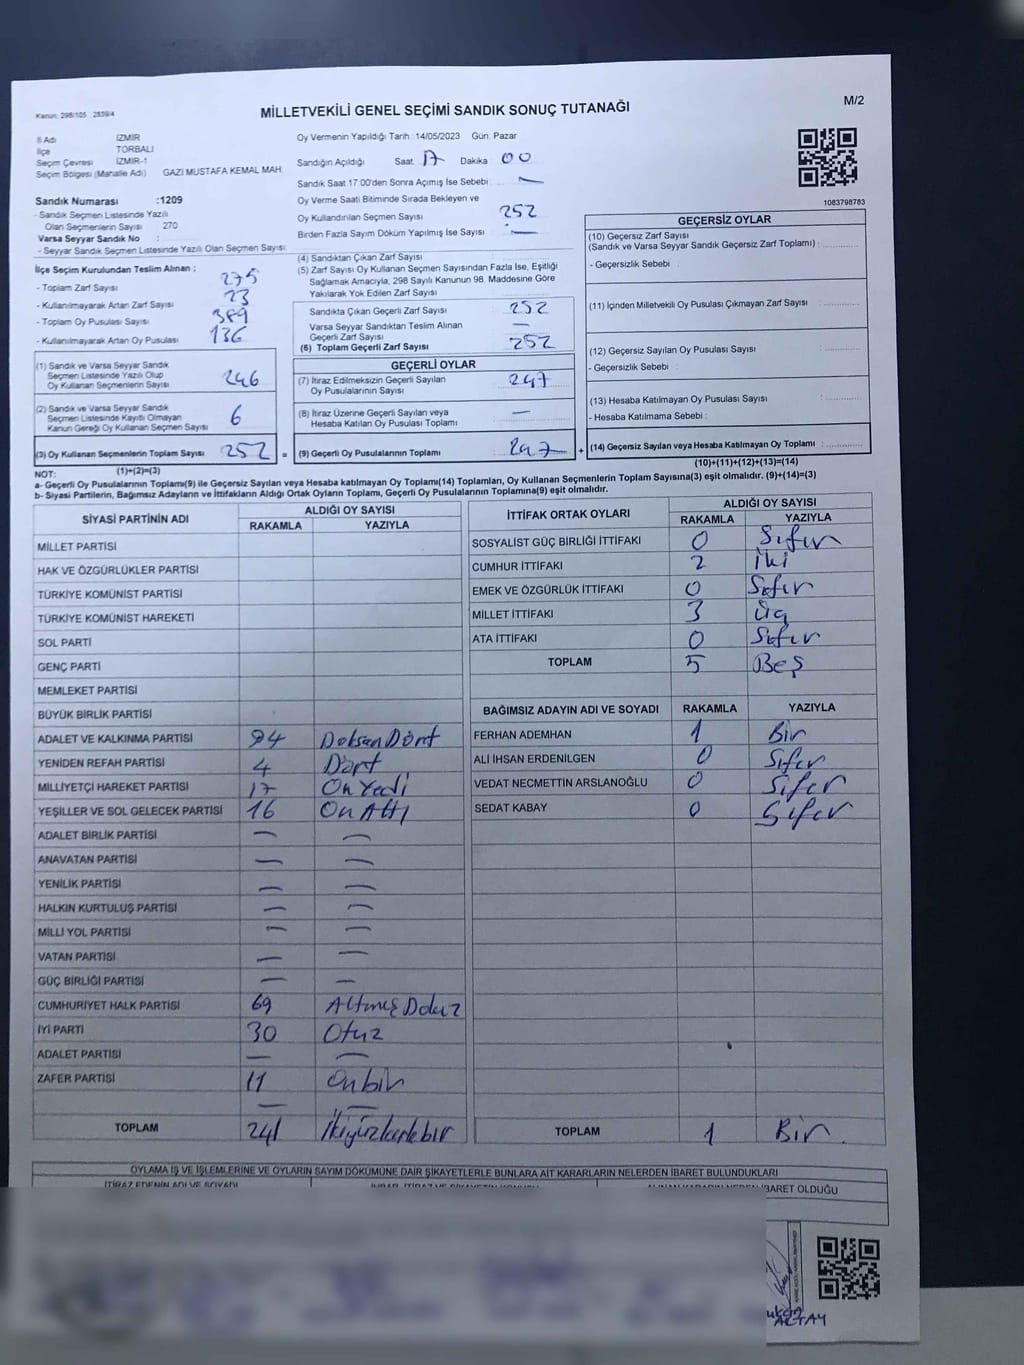 Kanun: 298/105 2839/4
MİLLETVEKİLİ GENEL SEÇİMİ SANDIK SONUÇ TUTANAĞI
M/2
İl Adı İZMİR
İlçe TORBALI
Seçim Çevresi İZMİR-1
Seçim Bölgesi (Mahalle Adı) GAZİ MUSTAFA KEMAL MAH.
Sandık Numarası :1209
- Sandık Seçmen Listesinde Yazılı
Olan Seçmenlerin Sayısı 270
Varsa Seyyar Sandık No :
- Seyyar Sandık Listesinde Yazılı Olan Seçmen Sayısı:
Oy Vermenin Yapıldığı Tarih :14/05/2023 Gün: Pazar
Sandığın Açıldığı Saat: 17 Dakika 00
Sandık Saat 17:00'den Sonra Açımış İse Sebebi : —
Oy Verme Saati Bitiminde Sırada Bekleyen ve
Oy Kullandırılan Seçmen Sayısı 252
Birden Fazla Sayım Döküm Yapılmış İse Sayısı : —
1083798783
İlçe Seçim Kurulundan Teslim Alınan :
- Toplam Zarf Sayısı 275
- Kullanılmayarak Artan Zarf Sayısı 23
- Toplam Oy Pusulası Sayısı 389
- Kullanılmayarak Artan Oy Pusulası 136
(1) Sandık ve Varsa Seyyar Sandık
Seçmen Listesinde Yazılı Olup
Oy Kullanan Seçmenlerin Sayısı 246
(2) Sandık ve Varsa Seyyar Sandık
Seçmen Listesinde Kayıtlı Olmayan
Kanun Gereği Oy Kullanan Seçmen Sayısı 6
(3) Oy Kullanan Seçmenlerin Toplam Sayısı 252 =
(4) Sandıktan Çıkan Zarf Sayısı
(5) Zarf Sayısı Oy Kullanan Seçmen Sayısından Fazla İse, Eşitliği
Sağlamak Amacıyla, 298 Sayılı Kanunun 98. Maddesine Göre
Yakılarak Yok Edilen Zarf Sayısı
Sandıkta Çıkan Geçerli Zarf Sayısı 252
Varsa Seyyar Sandıktan Teslim Alınan
Geçerli Zarf Sayısı —
(6) Toplam Geçerli Zarf Sayısı 252
GEÇERLİ OYLAR
(7) İtiraz Edilmeksizin Geçerli Sayılan
Oy Pusulalarının Sayısı 247
(8) İtiraz Üzerine Geçerli Sayılan veya
Hesaba Katılan Oy Pusulası Toplamı —
(9) Geçerli Oy Pusulalarının Toplamı 247 +
GEÇERSİZ OYLAR
(10) Geçersiz Zarf Sayısı
(Sandık ve Varsa Seyyar Sandık Geçersiz Zarf Toplamı) :
- Geçersizlik Sebebi :
(11) İçinden Milletvekili Oy Pusulası Çıkmayan Zarf Sayısı
(12) Geçersiz Sayılan Oy Pusulası Sayısı :
- Geçersizlik Sebebi :
(13) Hesaba Katılmayan Oy Pusulası Sayısı :
- Hesaba Katılmama Sebebi :
(14) Geçersiz Sayılan veya Hesaba Katılmayan Oy Toplamı :
NOT: (1)+(2)=(3)
(10)+(11)+(12)+(13)=(14)
a- Geçerli Oy Pusulalarının Toplamı(9) ile Geçersiz Sayılan veya Hesaba katılmayan Oy Toplamı(14) Toplamları, Oy Kullanan Seçmenlerin Toplam Sayısına(3) eşit olmalıdır. (9)+(14)=(3)
b- Siyasi Partilerin, Bağımsız Adayların ve İttifakların Aldığı Ortak Oyların Toplamı, Geçerli Oy Pusulalarının Toplamına(9) eşit olmalıdır.
SİYASİ PARTİNİN ADI ALDIĞI OY SAYISI
RAKAMLA YAZIYLA
MİLLET PARTİSİ
HAK VE ÖZGÜRLÜKLER PARTİSİ
TÜRKİYE KOMÜNİST PARTİSİ
TÜRKİYE KOMÜNİST HAREKETİ
SOL PARTİ
GENÇ PARTİ
MEMLEKET PARTİSİ
BÜYÜK BİRLİK PARTİSİ
ADALET VE KALKINMA PARTİSİ 94 Doksan Dört
YENİDEN REFAH PARTİSİ 4 Dört
MİLLİYETÇİ HAREKET PARTİSİ 17 On Yedi
YEŞİLLER VE SOL GELECEK PARTİSİ 16 On Altı
ADALET BİRLİK PARTİSİ — —
ANAVATAN PARTİSİ — —
YENİLİK PARTİSİ — —
HALKIN KURTULUŞ PARTİSİ — —
MİLLİ YOL PARTİSİ — —
VATAN PARTİSİ — —
GÜÇ BİRLİĞİ PARTİSİ — —
CUMHURİYET HALK PARTİSİ 69 Altmış Dokuz
İYİ PARTİ 30 Otuz
ADALET PARTİSİ — —
ZAFER PARTİSİ 11 Onbir
— —
TOPLAM 241 İkiyüzkırkbir
İTTİFAK ORTAK OYLARI ALDIĞI OY SAYISI
RAKAMLA YAZIYLA
SOSYALİST GÜÇ BİRLİĞİ İTTİFAKI 0 Sıfır
CUMHUR İTTİFAKI 2 İki
EMEK VE ÖZGÜRLÜK İTTİFAKI 0 Sıfır
MİLLET İTTİFAKI 3 Üç
ATA İTTİFAKI 0 Sıfır
TOPLAM 5 Beş
BAĞIMSIZ ADAYIN ADI VE SOYADI RAKAMLA YAZIYLA
FERHAN ADEMHAN 1 Bir
ALİ İHSAN ERDENİLGEN 0 Sıfır
VEDAT NECMETTİN ARSLANOĞLU 0 Sıfır
SEDAT KABAY 0 Sıfır
TOPLAM 1 Bir
OYLAMA İŞ VE İŞLEMLERİNE VE OYLARIN SAYIM DÖKÜMÜNE DAİR ŞİKAYETLERLE BUNLARA AİT KARARLARIN NELERDEN İBARET BULUNDUKLARI
İTİRAZ EDENİN ADI VE SOYADI
İBARET OLDUĞU
ALTAY